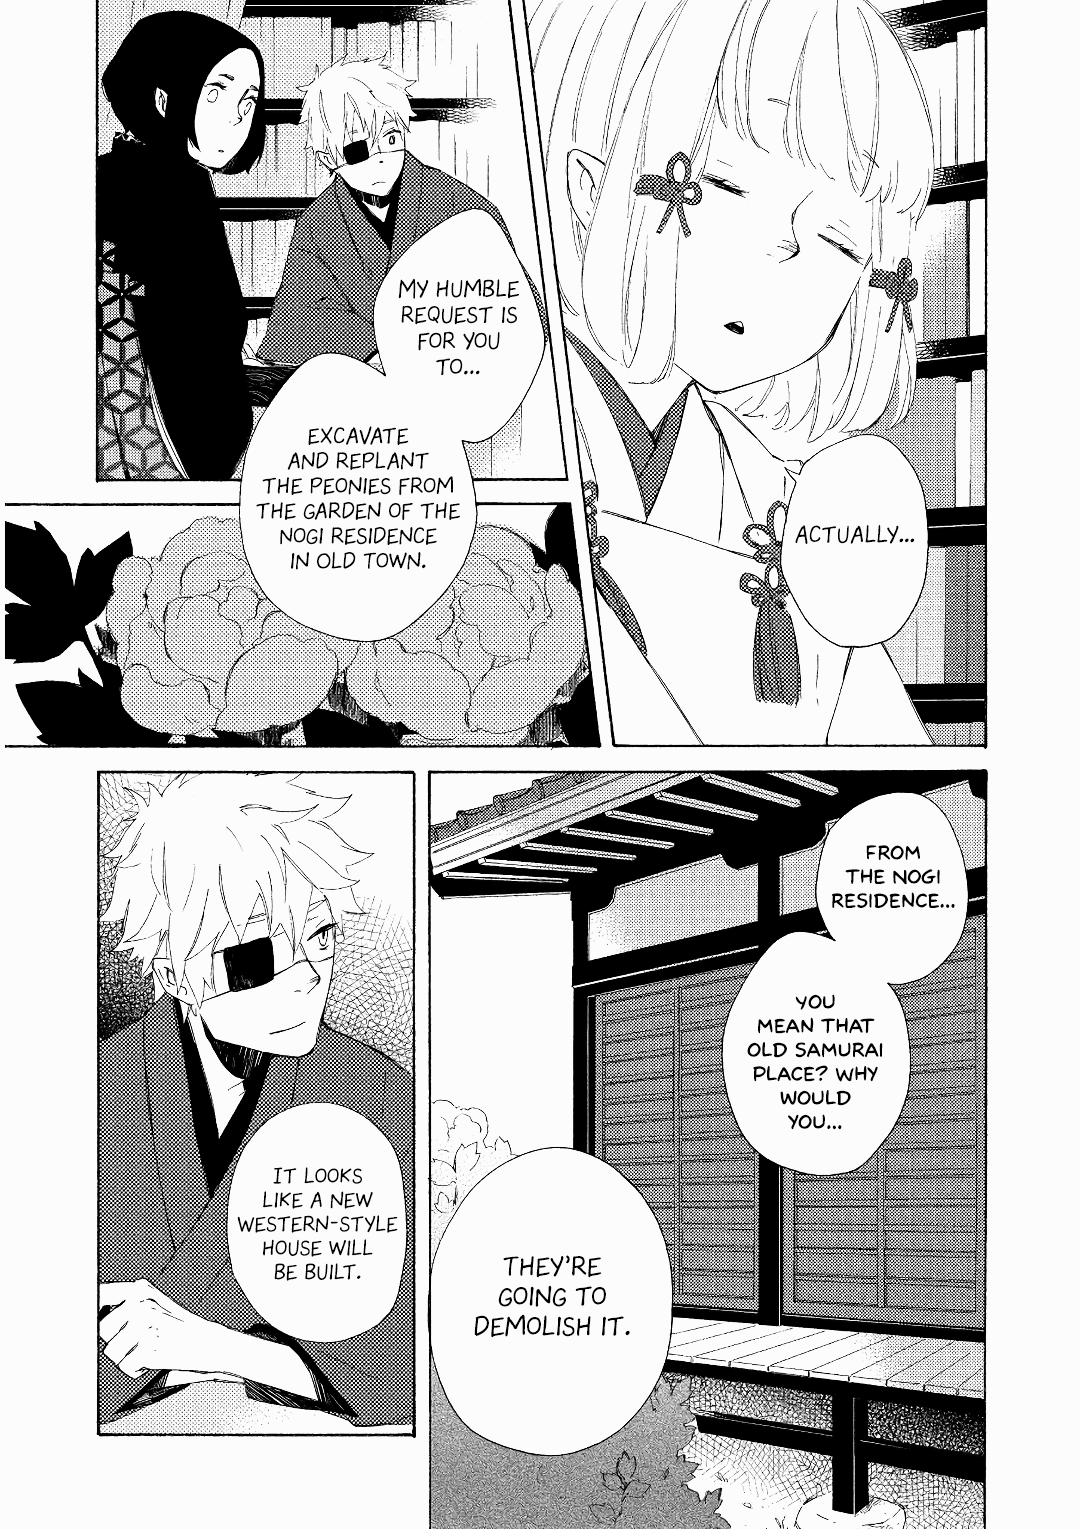 ACTUALLY...
MY HUMBLE
REQUEST IS
FOR YOU
TO...
EXCAVATE
AND REPLANT
THE PEONIES FROM
THE GARDEN OF THE
NOGI RESIDENCE
IN OLD TOWN.
FROM
THE NOGI
RESIDENCE...
YOU
MEAN THAT
OLD SAMURAI
PLACE? WHY
WOULD
YOU...
THEY'RE
GOING TO
DEMOLISH IT.
IT LOOKS
LIKE A NEW
WESTERN-STYLE
HOUSE WILL
BE BUILT.